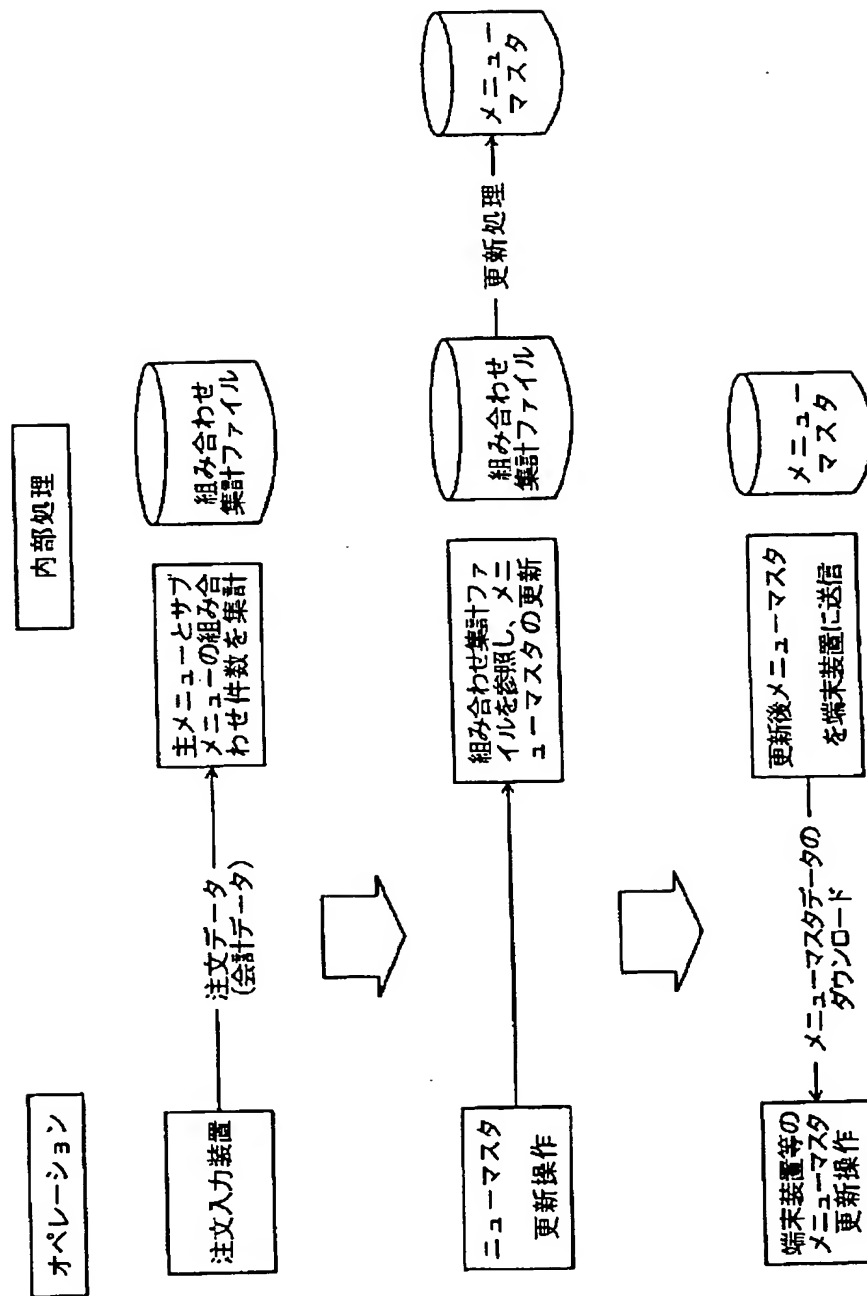 オペレーション
内部処理
注文入力装置
注文データ
(会計データ)
主メニューとサブ
メニューの組み合
わせ件数を集計
組み合わせ
集計ファイル
ニューマスタ
更新操作
組み合わせ集計ファ
イルを参照し、メニ
ューマスタの更新
組み合わせ
集計ファイル
更新処理
メニュー
マスタ
端末装置等の
メニューマスタ
更新操作
メニューマスタデータの
ダウンロード
更新後メニューマスタ
を端末装置に送信
メニュー
マスタ